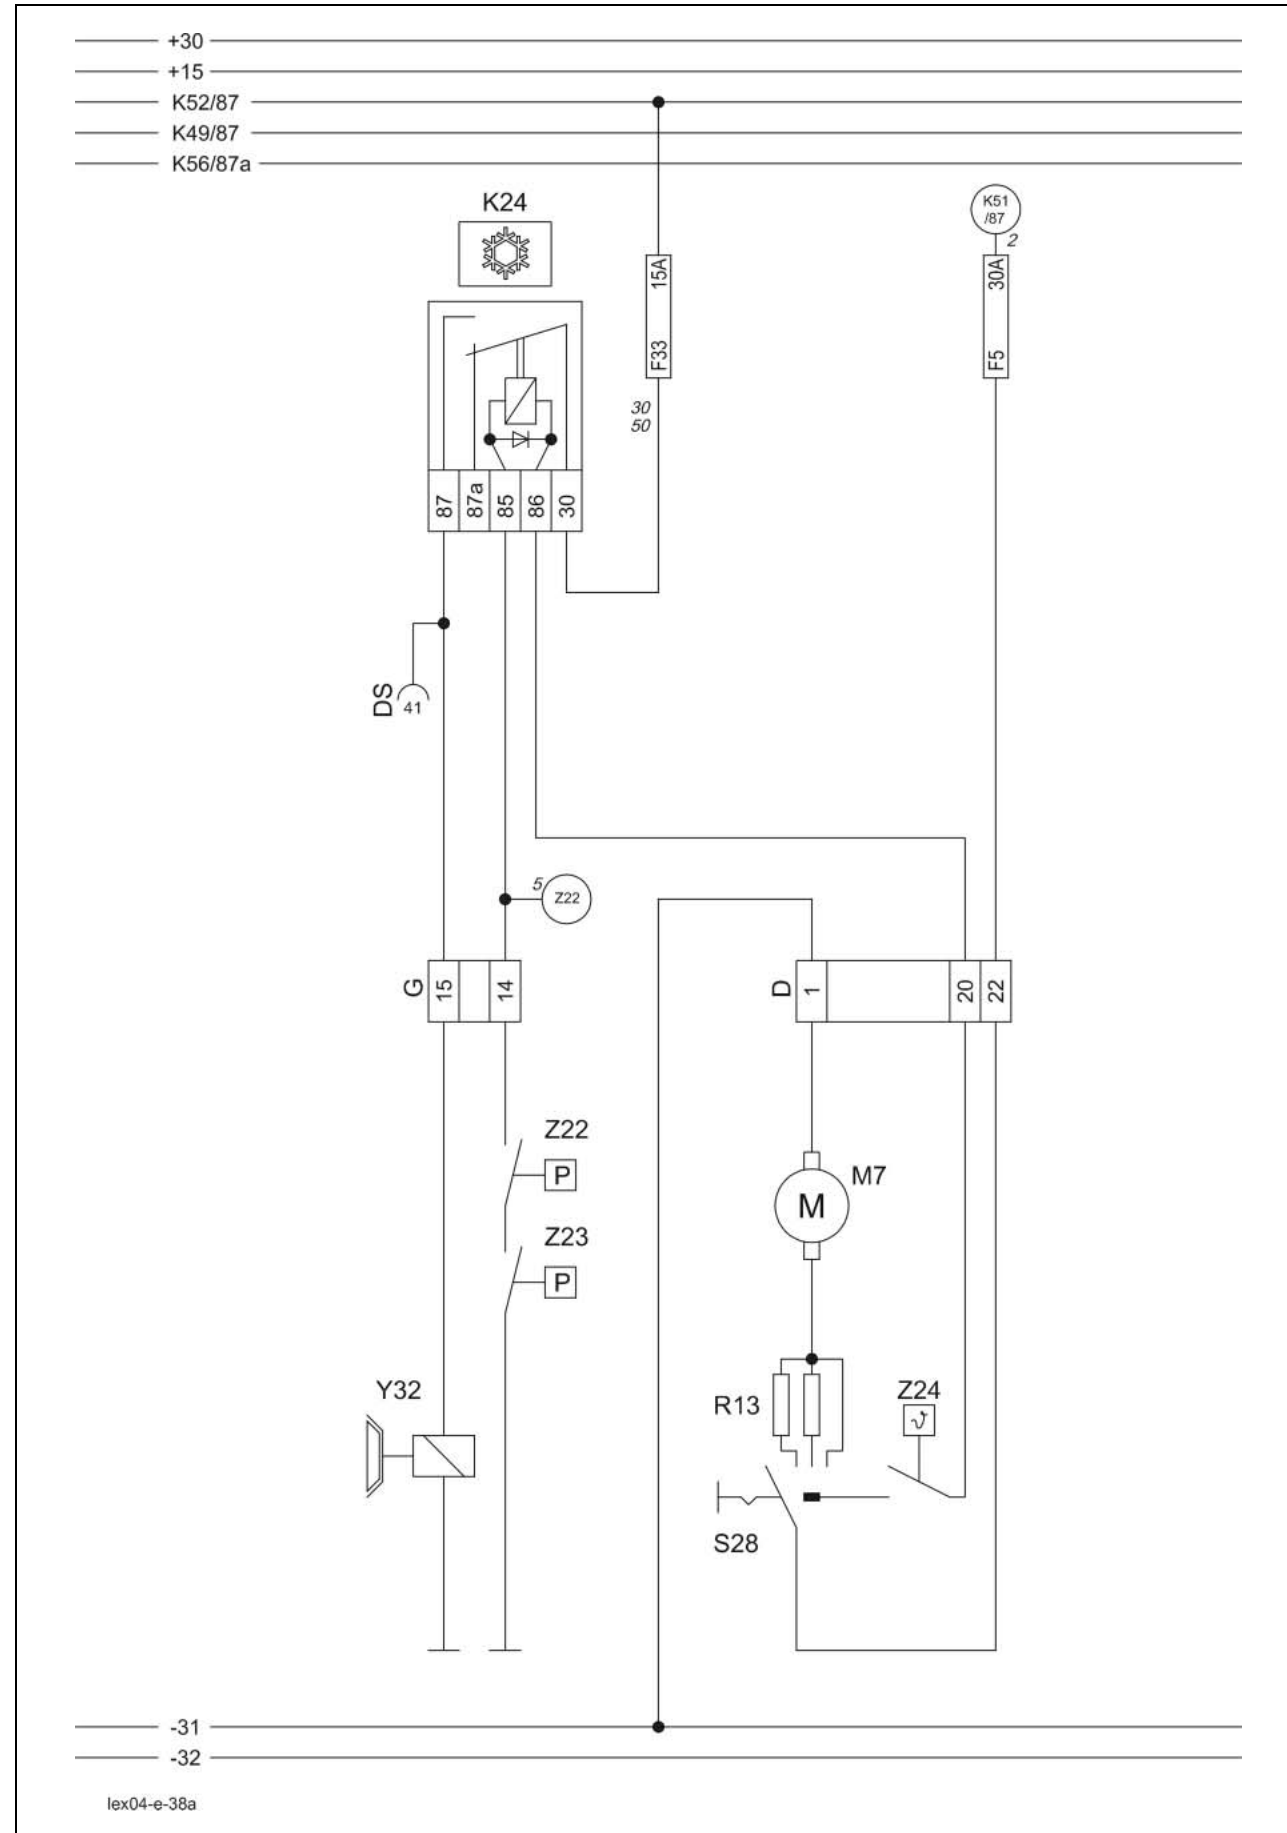 +30
+15
K52/87
K49/87
K56/87a
K24
K51
/87
2
15A
F33
30A
F5
30
50
87
87a
85
86
30
DS
41
5
Z22
G
15
14
D
1
20
22
Z22
P
M7
M
Z23
P
Y32
R13
Z24
ϑ
S28
-31
-32
lex04-e-38a